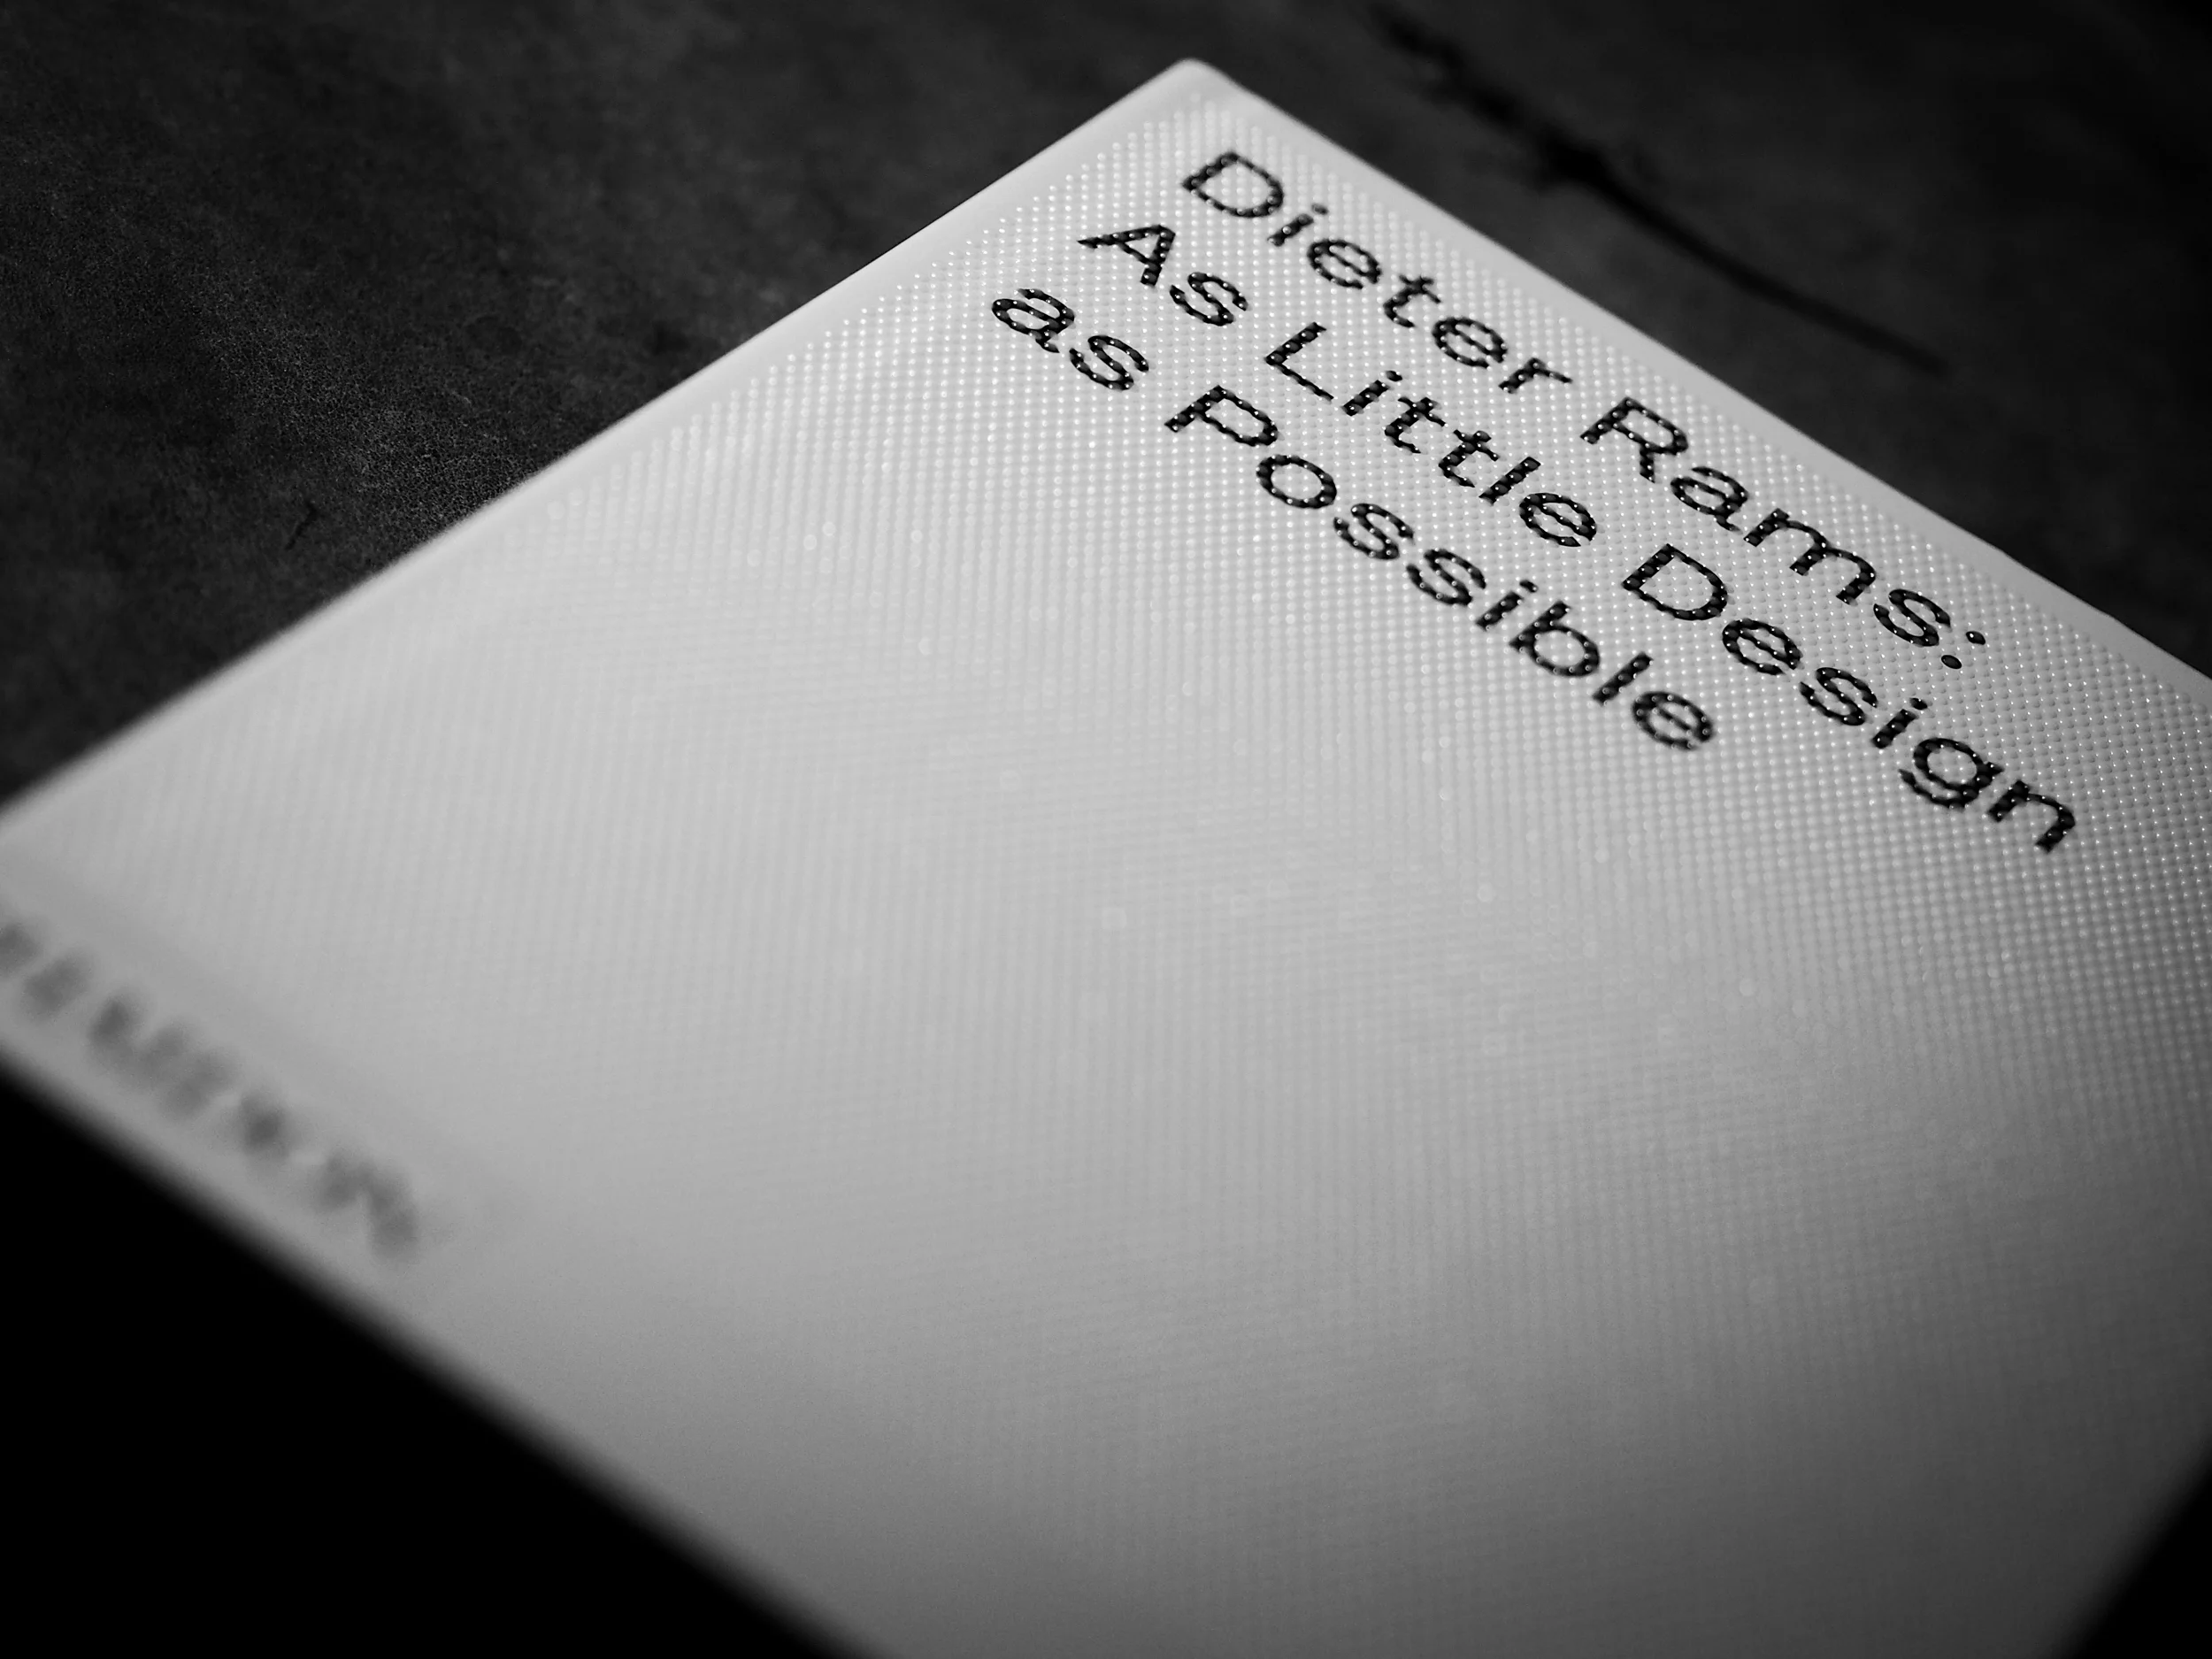 Dieter Rams:
As Little Design
as Possible